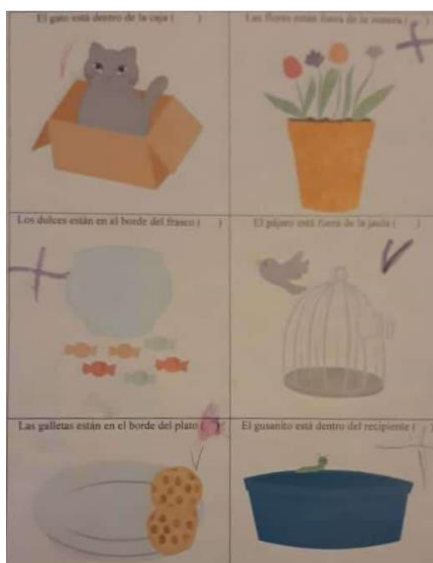 El gato está dentro de la caja (      )
Las flores están fuera de la maseta (      )
Los dulces están en el borde del frasco (      )
El pájaro está fuera de la jaula (      )
Las galletas están en el borde del plato (      )
El gusanito está dentro del recipiente (      )